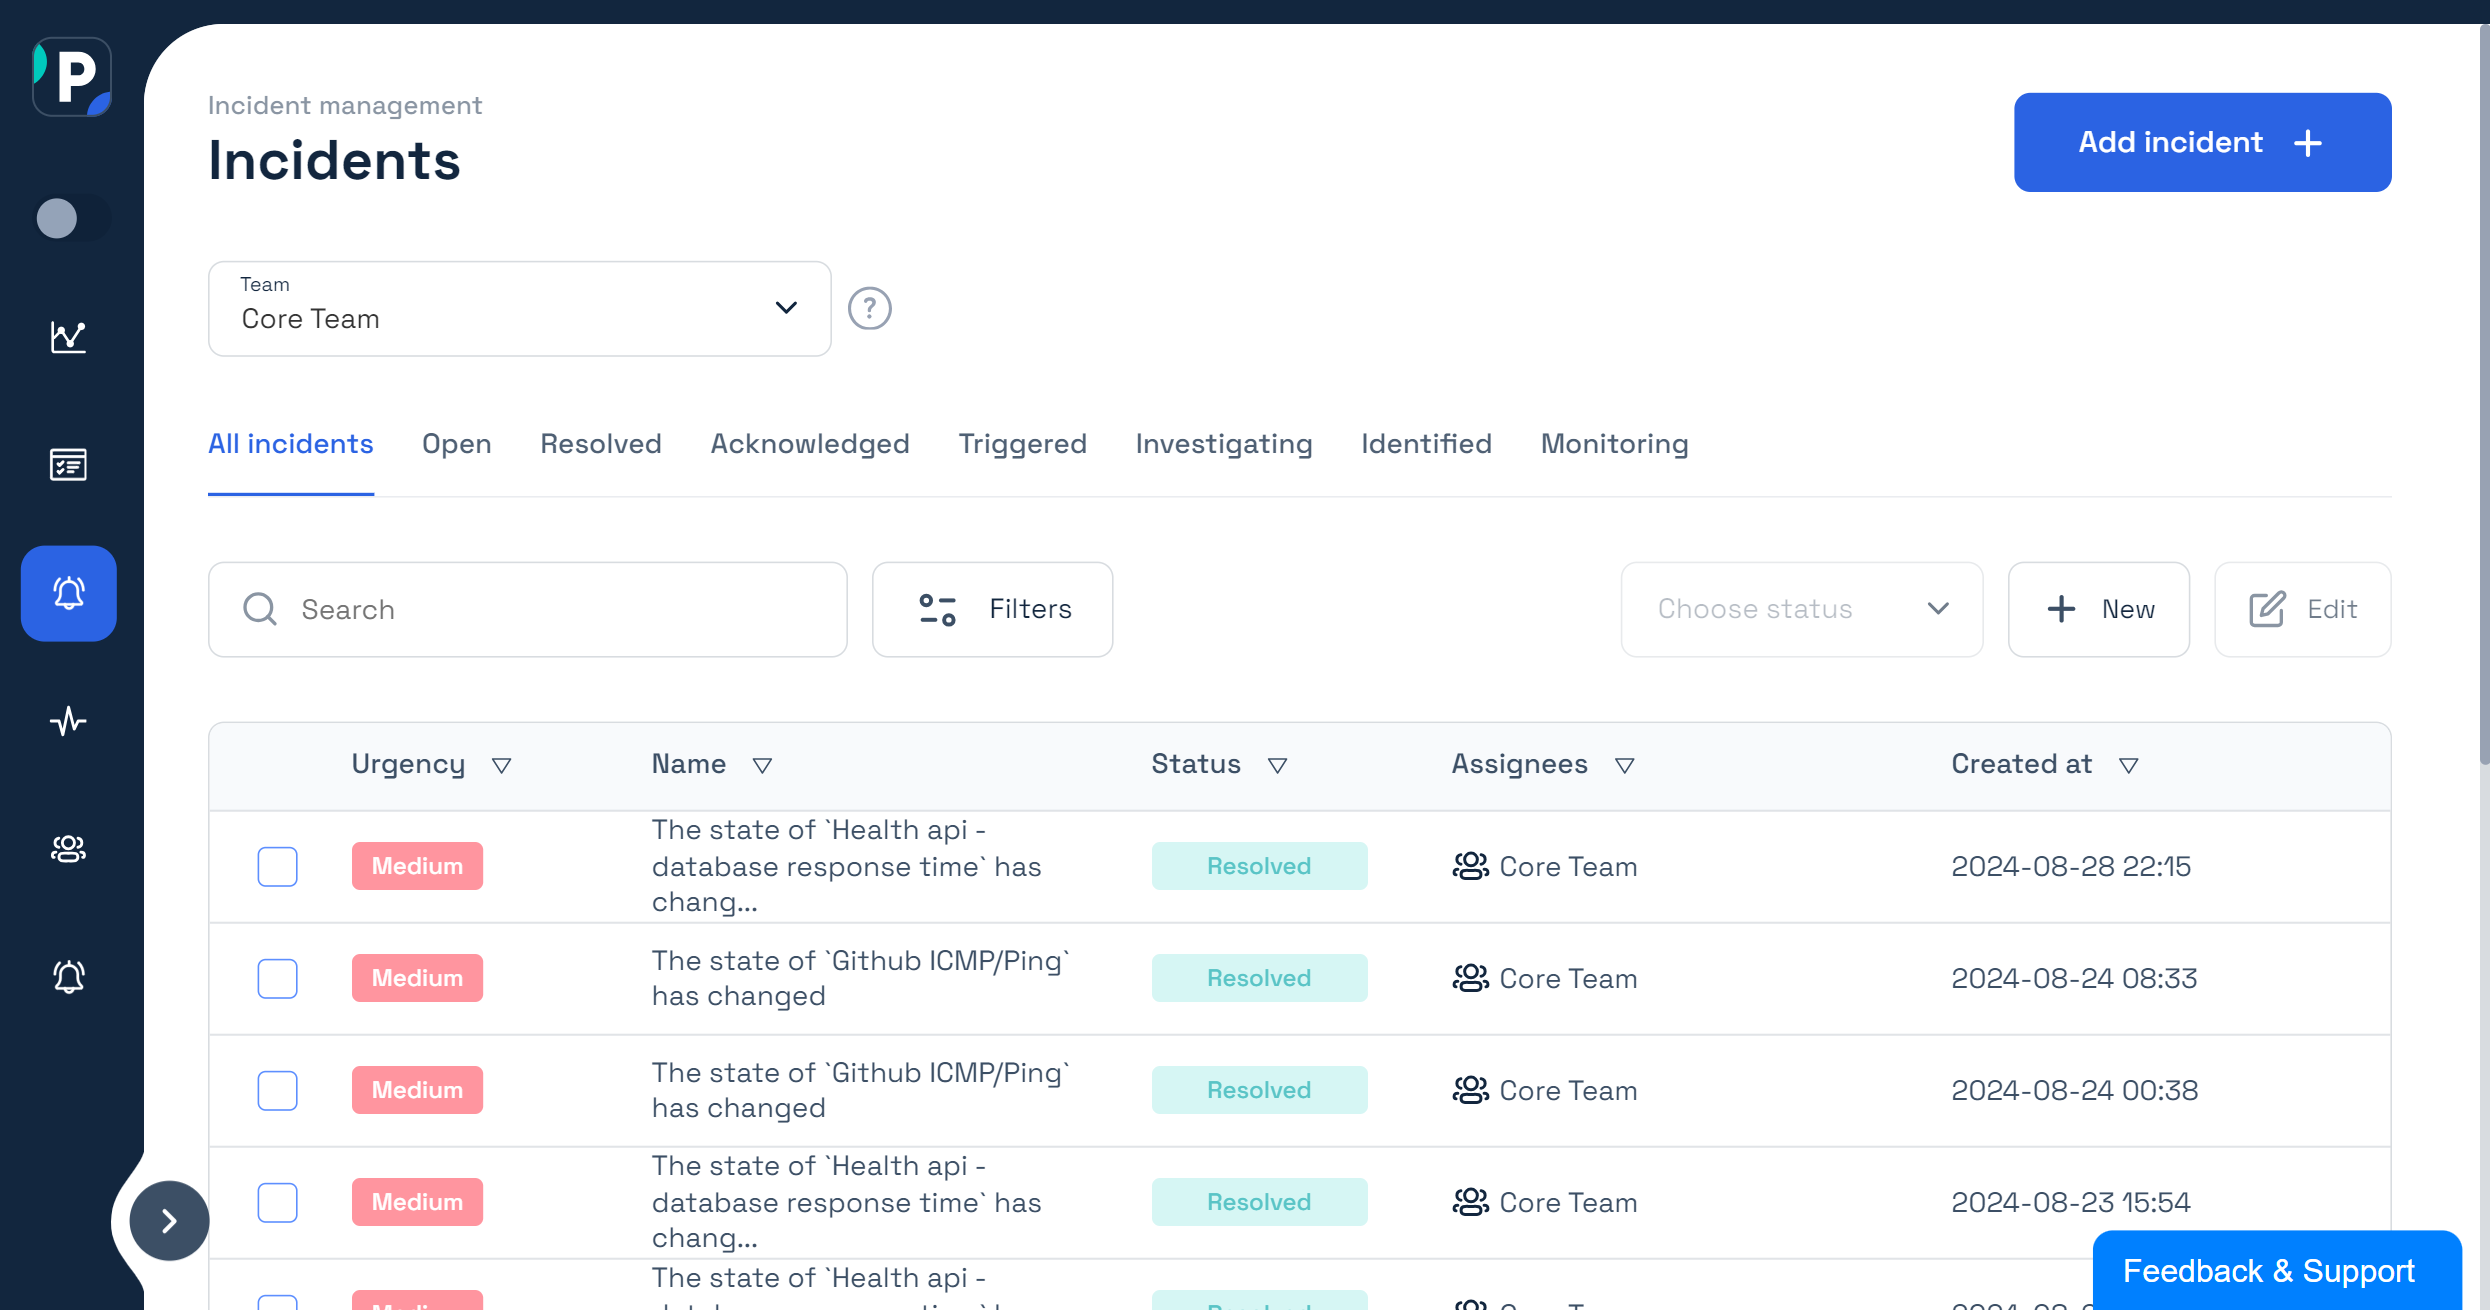 P
Incident management
Incidents
Add incident
Team
Core Team
?
All incidents Open Resolved Acknowledged Triggered Investigating Identified Monitoring
Search
Filters
Choose status
New
Edit
Urgency Name Status Assignees Created at
Medium
The state of `Health api -
database response time` has
chang...
Resolved
Core Team
2024-08-28 22:15
Medium
The state of `Github ICMP/Ping`
has changed
Resolved
Core Team
2024-08-24 08:33
Medium
The state of `Github ICMP/Ping`
has changed
Resolved
Core Team
2024-08-24 00:38
Medium
The state of `Health api -
database response time` has
chang...
Resolved
Core Team
2024-08-23 15:54
The state of `Health api -
Feedback & Support